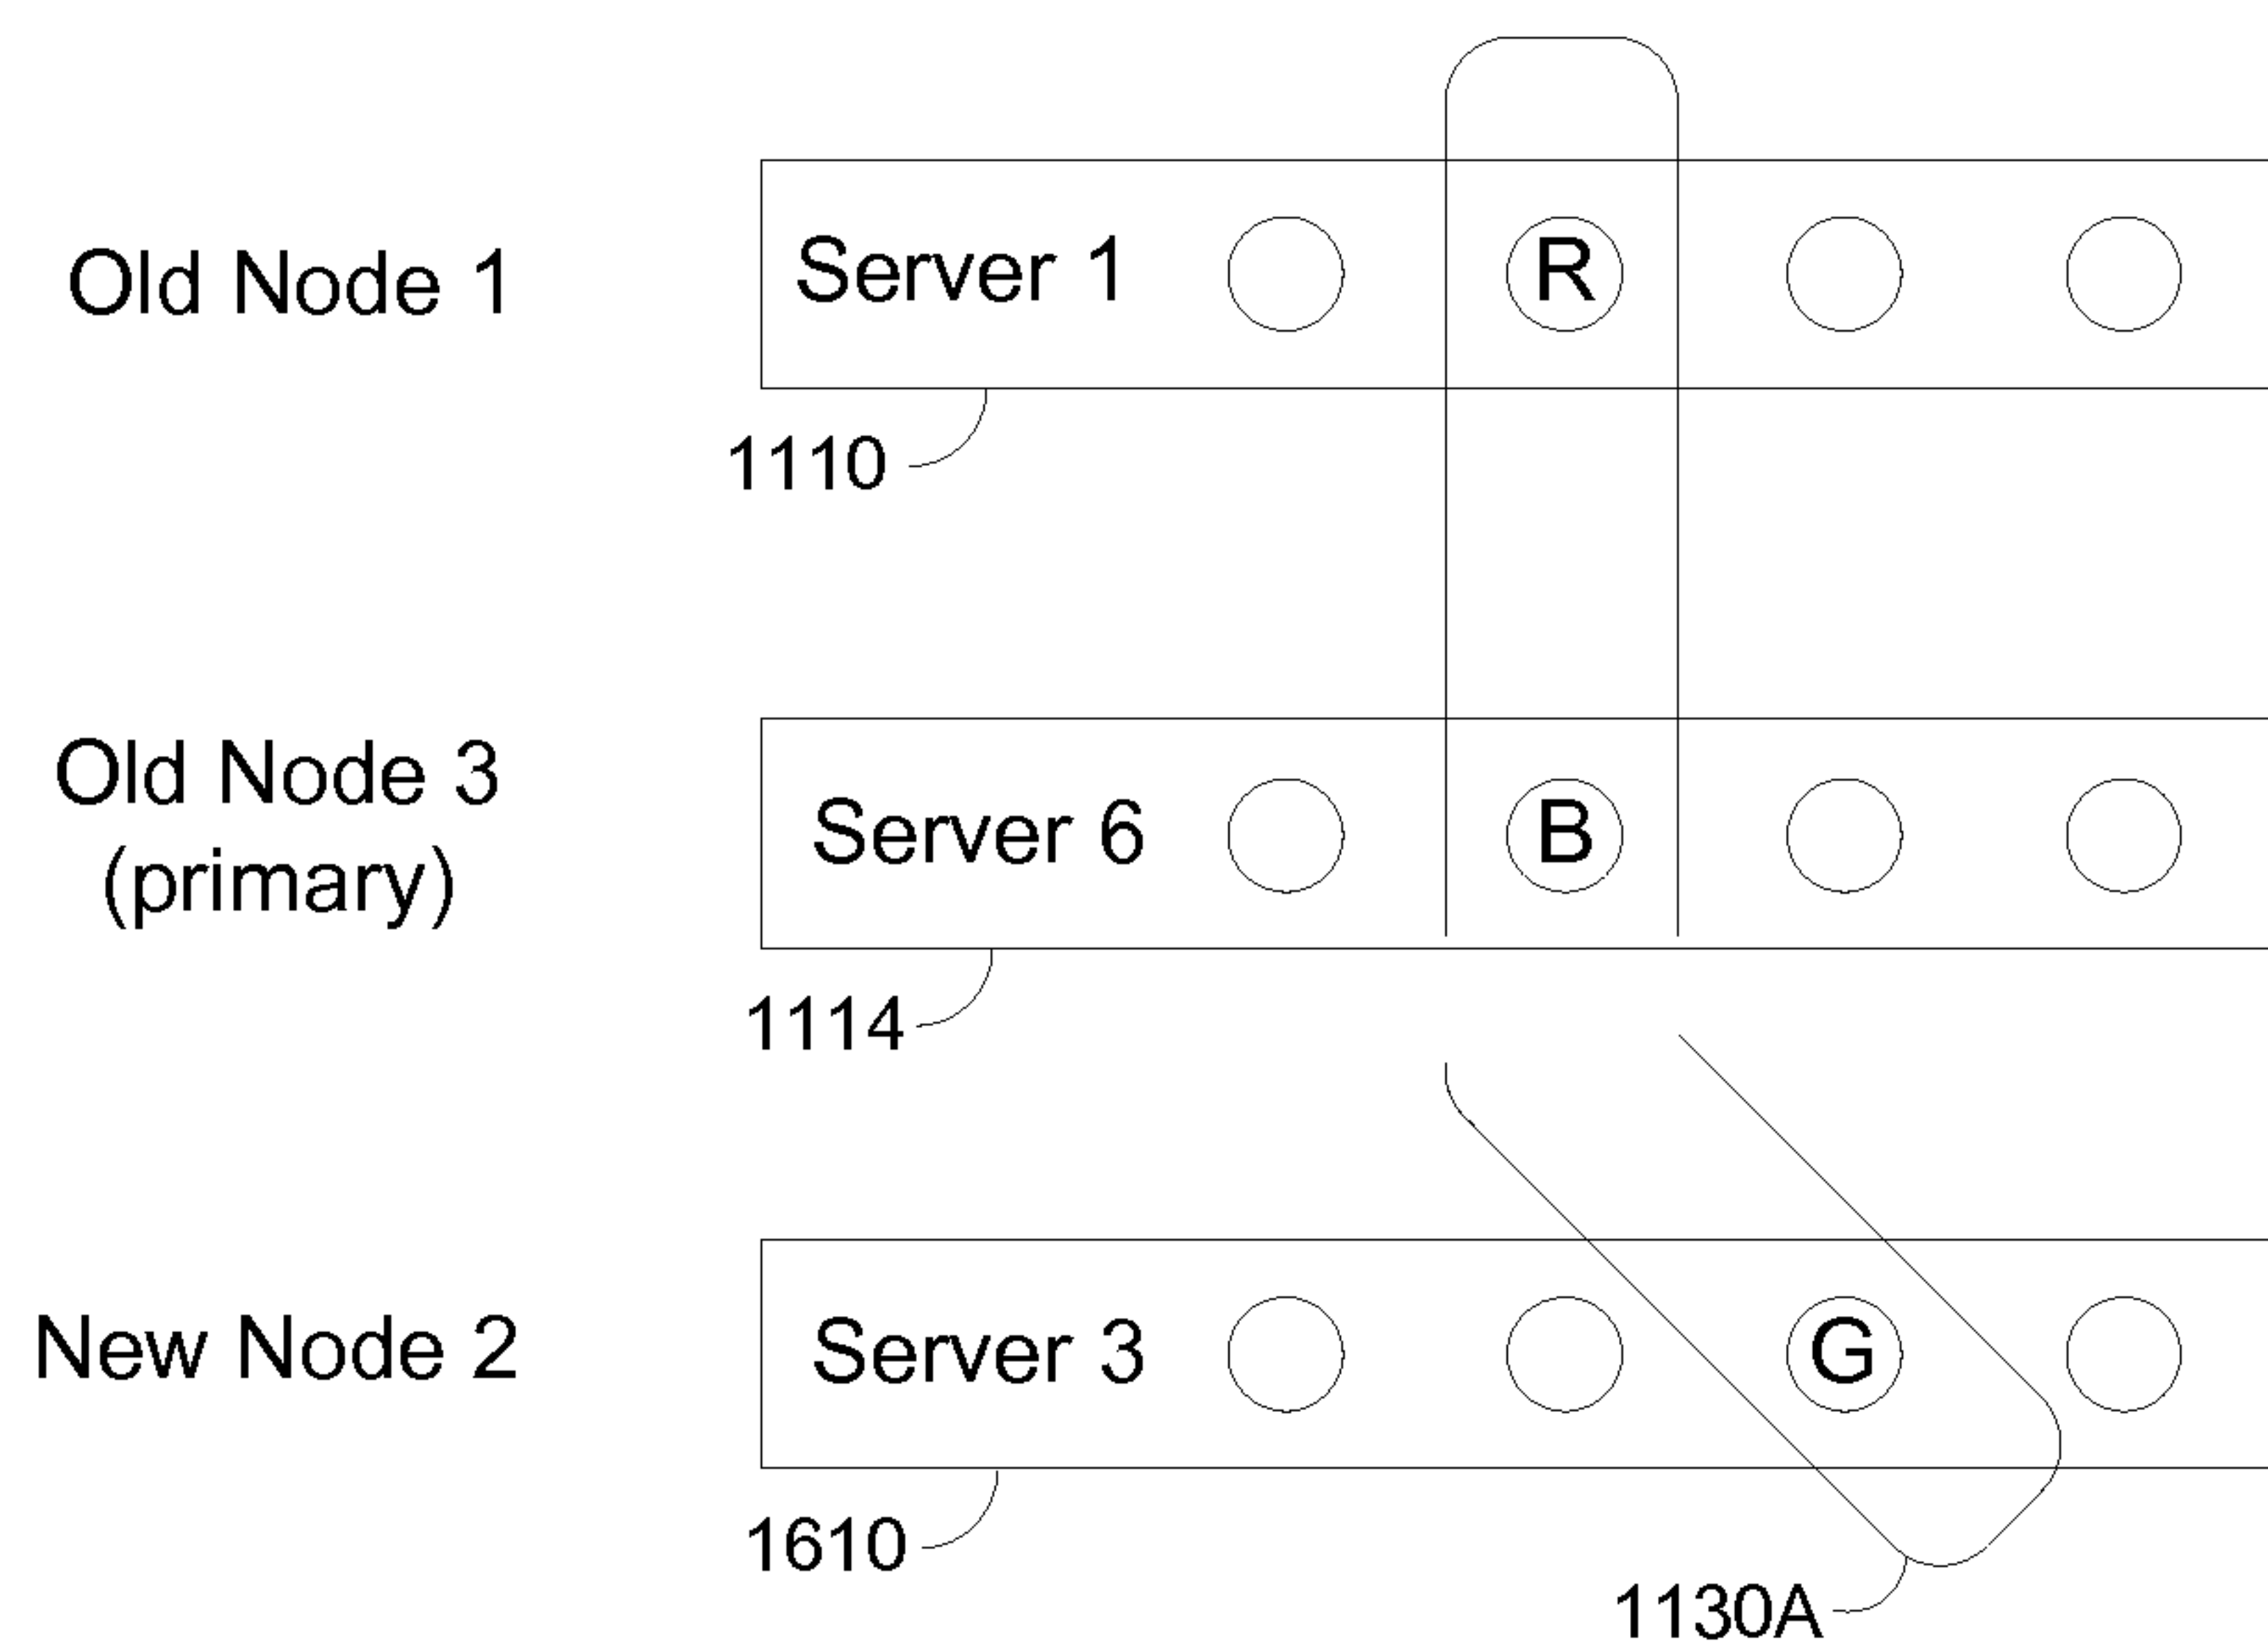 Old Node 1
Server 1
R
1110
Old Node 3
(primary)
Server 6
B
1114
New Node 2
Server 3
G
1610
1130A